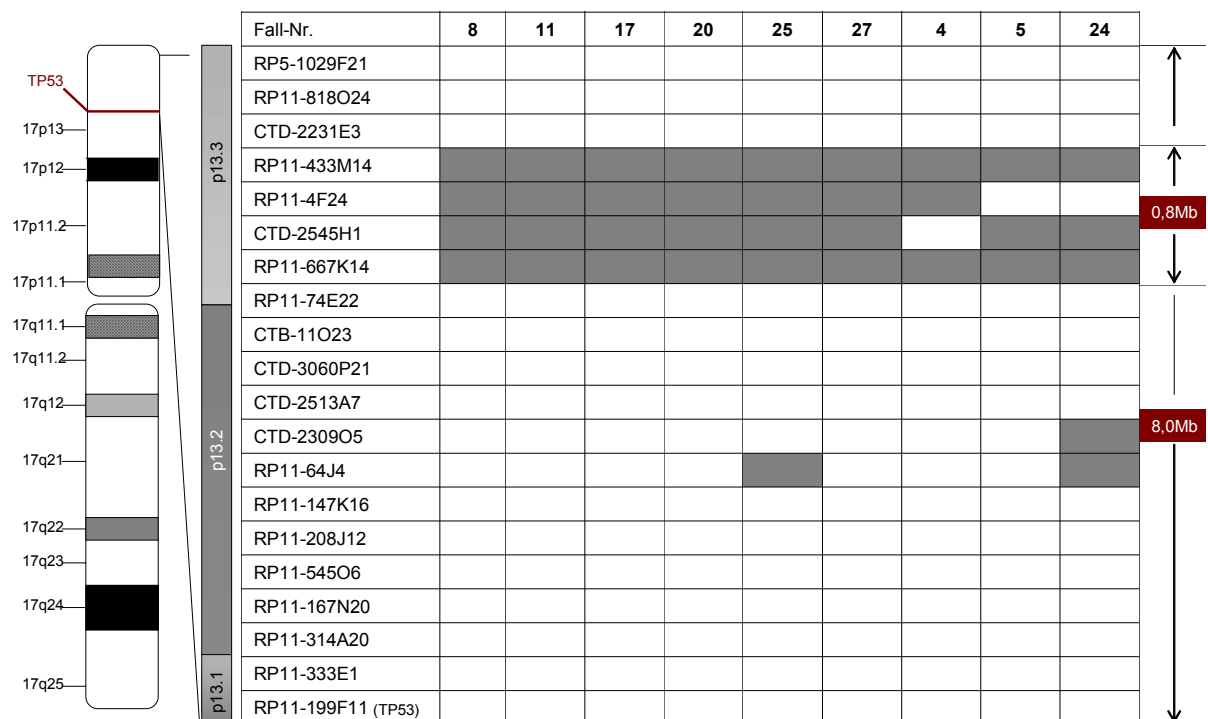 Fall-Nr. 8 11 17 20 25 27 4 5 24
RP5-1029F21
RP11-818O24
CTD-2231E3
RP11-433M14
RP11-4F24
CTD-2545H1
RP11-667K14
RP11-74E22
CTB-11O23
CTD-3060P21
CTD-2513A7
CTD-2309O5
RP11-64J4
RP11-147K16
RP11-208J12
RP11-545O6
RP11-167N20
RP11-314A20
RP11-333E1
RP11-199F11 (TP53)
TP53
17p13
17p12
17p11.2
17p11.1
17q11.1
17q11.2
17q12
17q21
17q22
17q23
17q24
17q25
p13.3
p13.2
p13.1
0,8Mb
8,0Mb